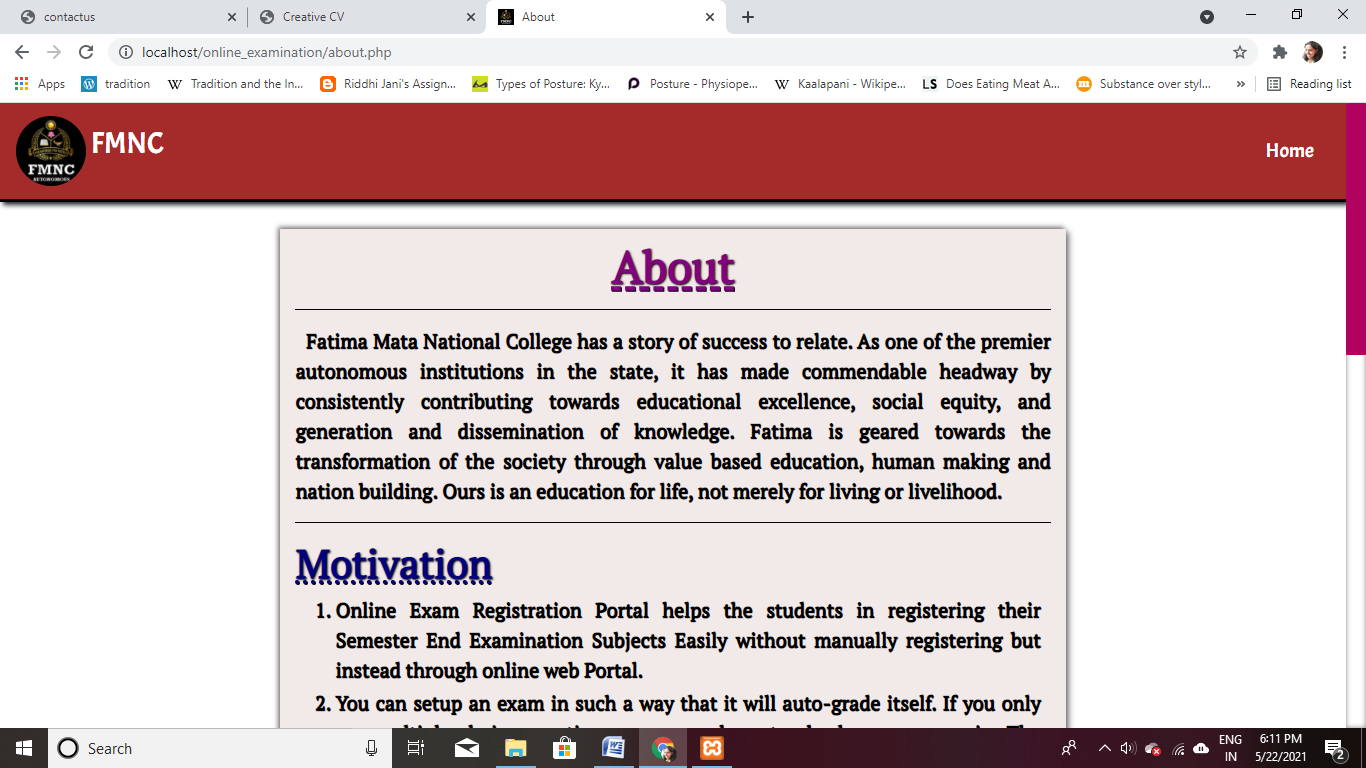 contactus
Creative CV
About
localhost/online_examination/about.php
Apps
tradition
Tradition and the In...
Riddhi Jani's Assign...
Types of Posture: Ky...
Posture - Physiope...
Kaalapani - Wikipe...
Does Eating Meat A...
Substance over styl...
»
Reading list
FMNC
AUTONOMOUS
FMNC
Home
About
Fatima Mata National College has a story of success to relate. As one of the premier
autonomous institutions in the state, it has made commendable headway by
consistently contributing towards educational excellence, social equity, and
generation and dissemination of knowledge. Fatima is geared towards the
transformation of the society through value based education, human making and
nation building. Ours is an education for life, not merely for living or livelihood.
Motivation
1. Online Exam Registration Portal helps the students in registering their
Semester End Examination Subjects Easily without manually registering but
instead through online web Portal.
2. You can setup an exam in such a way that it will auto-grade itself. If you only
Search
ENG
IN
6:11 PM
5/22/2021
2